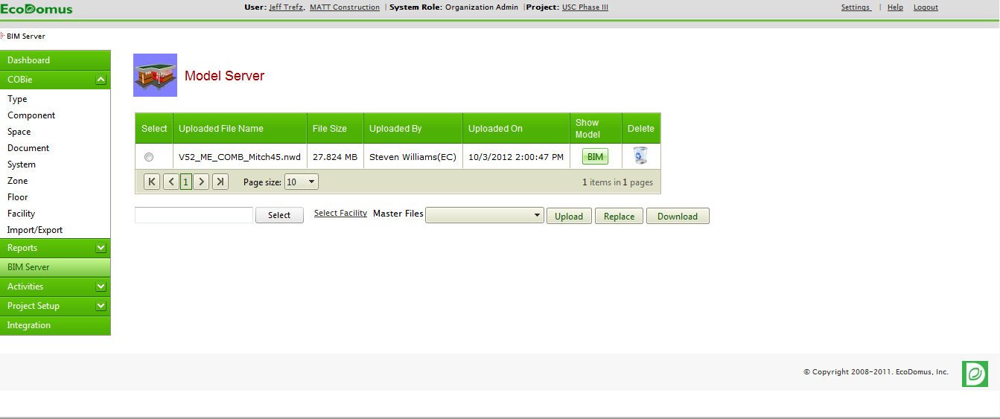 EcoDomus
User: Jeff Trefz, MATT Construction | System Role: Organization Admin | Project: USC Phase III
Settings | Help Logout
BIM Server
Dashboard
COBie
Type
Component
Space
Document
System
Zone
Floor
Facility
Import/Export
Reports
BIM Server
Activities
Project Setup
Integration
Model Server
Select Uploaded File Name File Size Uploaded By Uploaded On Show Model Delete
V52_ME_COMB_Mitch45.nwd 27.824 MB Steven Williams(EC) 10/3/2012 2:00:47 PM BIM
1 Page size: 10 1 items in 1 pages
Select Select Facility Master Files Upload Replace Download
© Copyright 2008-2011. EcoDomus, Inc.